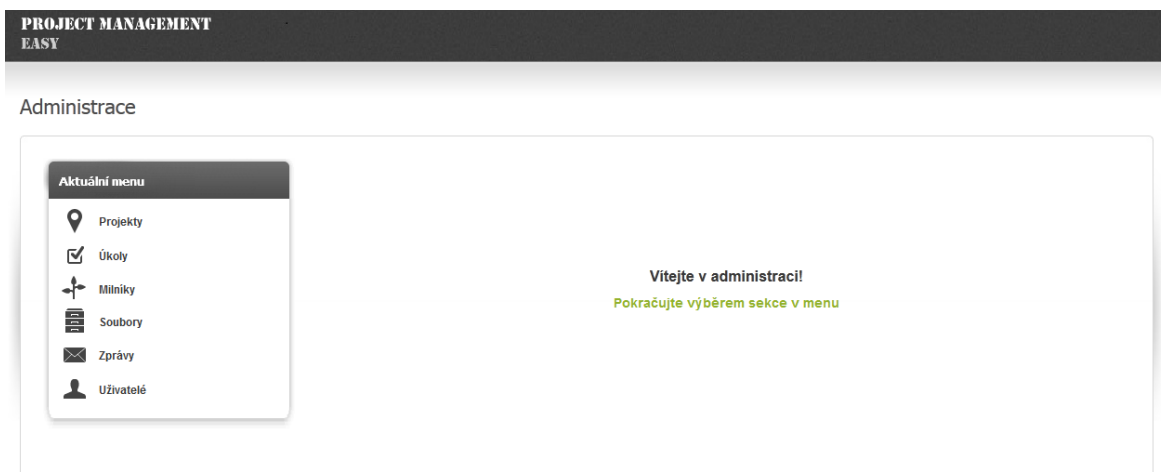 PROJECT MANAGEMENT
EASY
Administrace
Aktuální menu
Projekty
Úkoly
Milníky
Soubory
Zprávy
Uživatelé
Vítejte v administraci!
Pokračujte výběrem sekce v menu